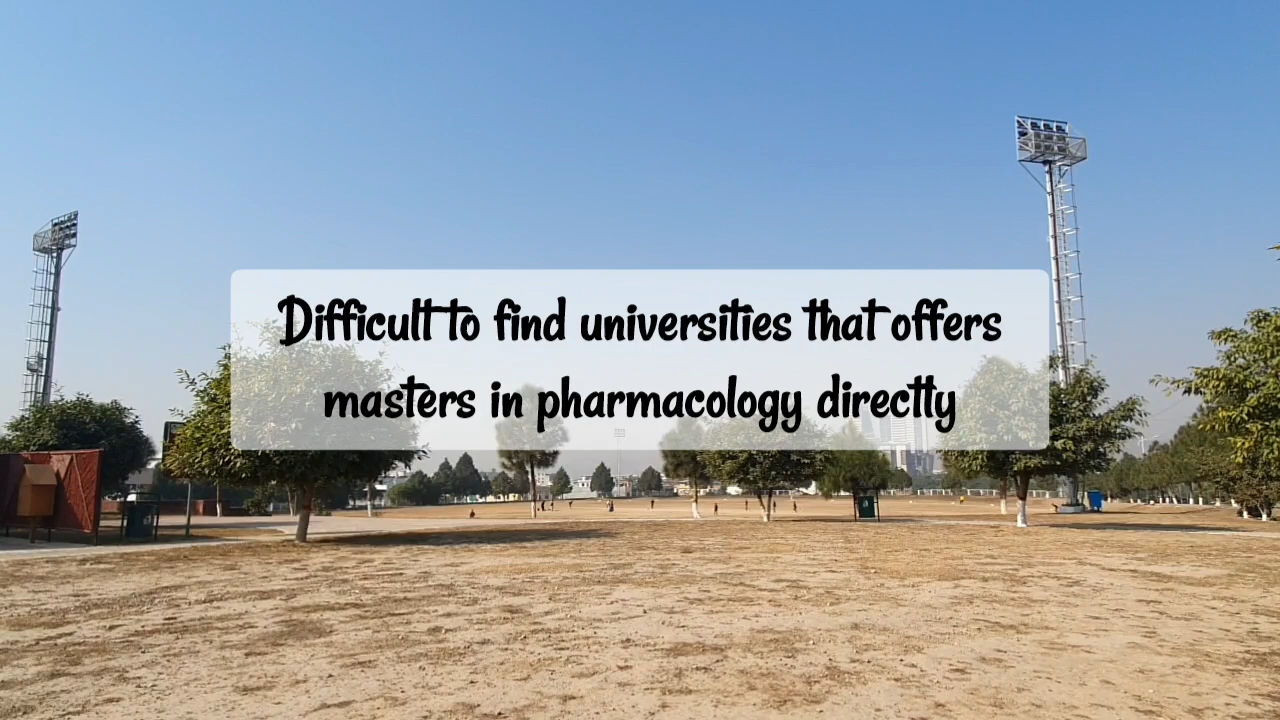 Difficult to find universities that offers
masters in pharmacology directly